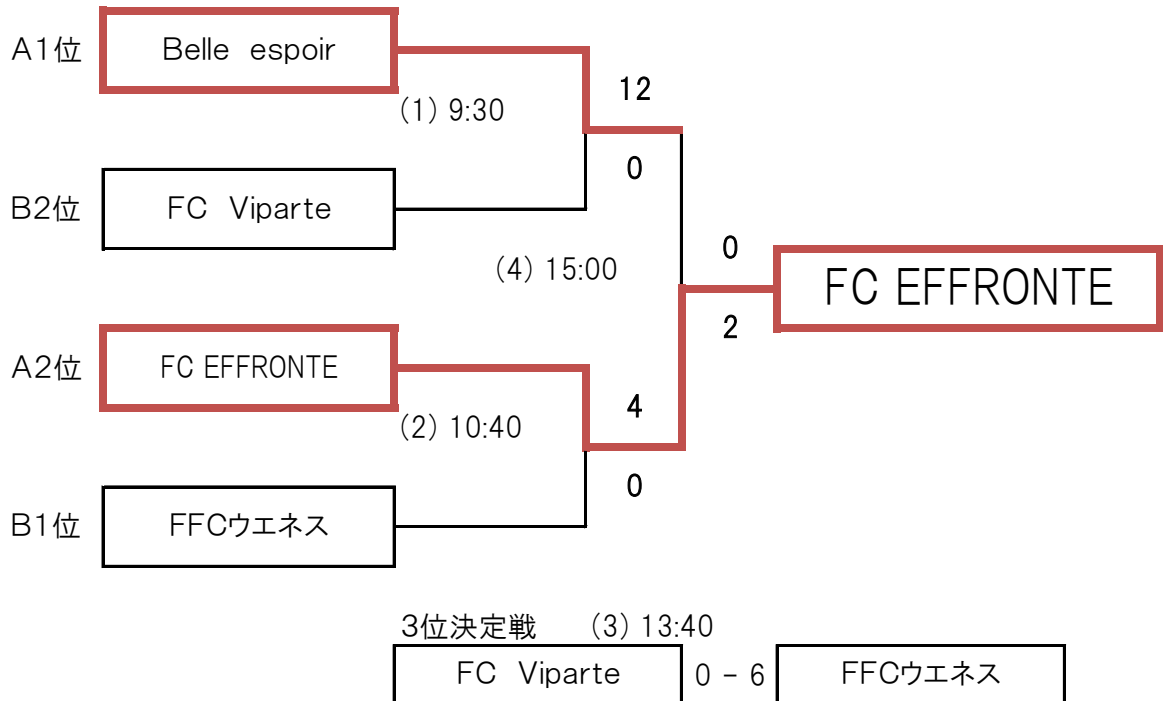 A1位 Belle espoir
12
(1) 9:30
0
B2位 FC Viparte
0
(4) 15:00
FC EFFRONTE
2
A2位 FC EFFRONTE
4
(2) 10:40
0
B1位 FFCウエネス
3位決定戦 (3) 13:40
FC Viparte 0 - 6 FFCウエネス